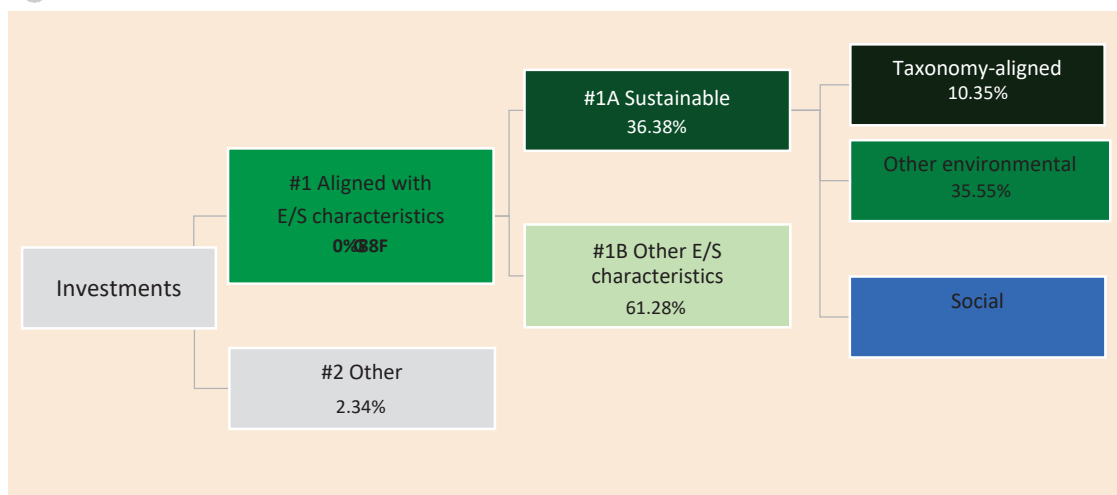 Investments
#1 Aligned with
E/S characteristics
#2 Other
2.34%
#1A Sustainable
36.38%
#1B Other E/S
characteristics
61.28%
Taxonomy-aligned
10.35%
Other environmental
35.55%
Social